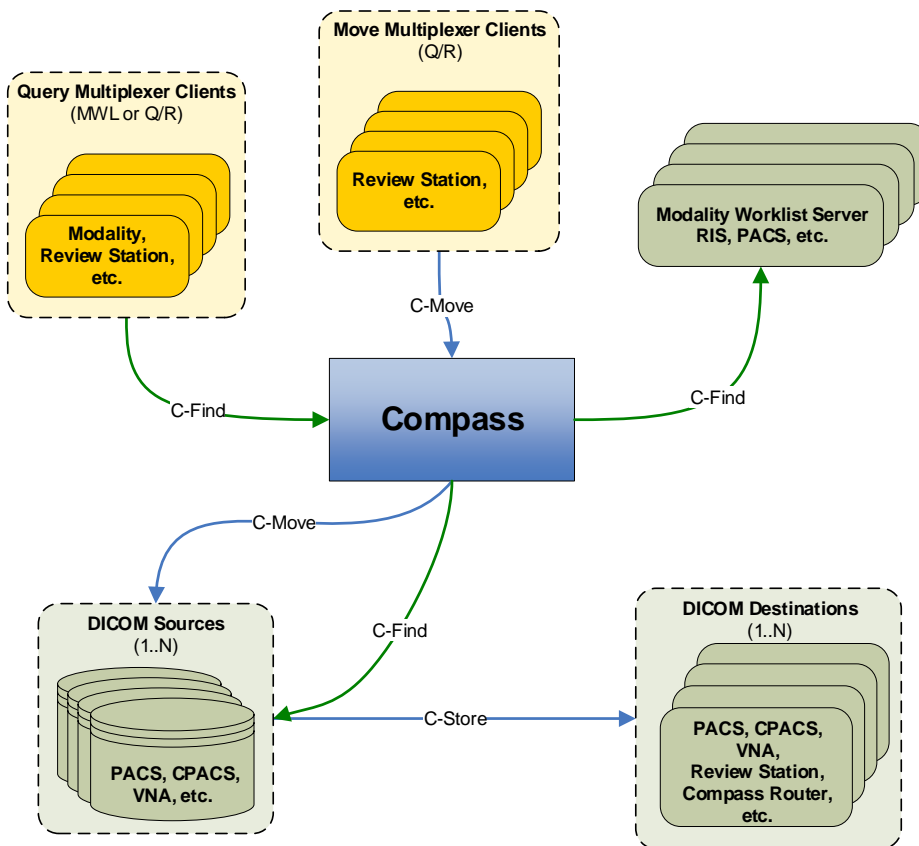 Move Multiplexer Clients
(Q/R)
Review Station,
etc.
Query Multiplexer Clients
(MWL or Q/R)
Modality,
Review Station,
etc.
Modality Worklist Server
RIS, PACS, etc.
C-Move
C-Find
C-Find
Compass
C-Move
C-Find
DICOM Sources
(1..N)
PACS, CPACS,
VNA, etc.
C-Store
DICOM Destinations
(1..N)
PACS, CPACS,
VNA,
Review Station,
Compass Router,
etc.